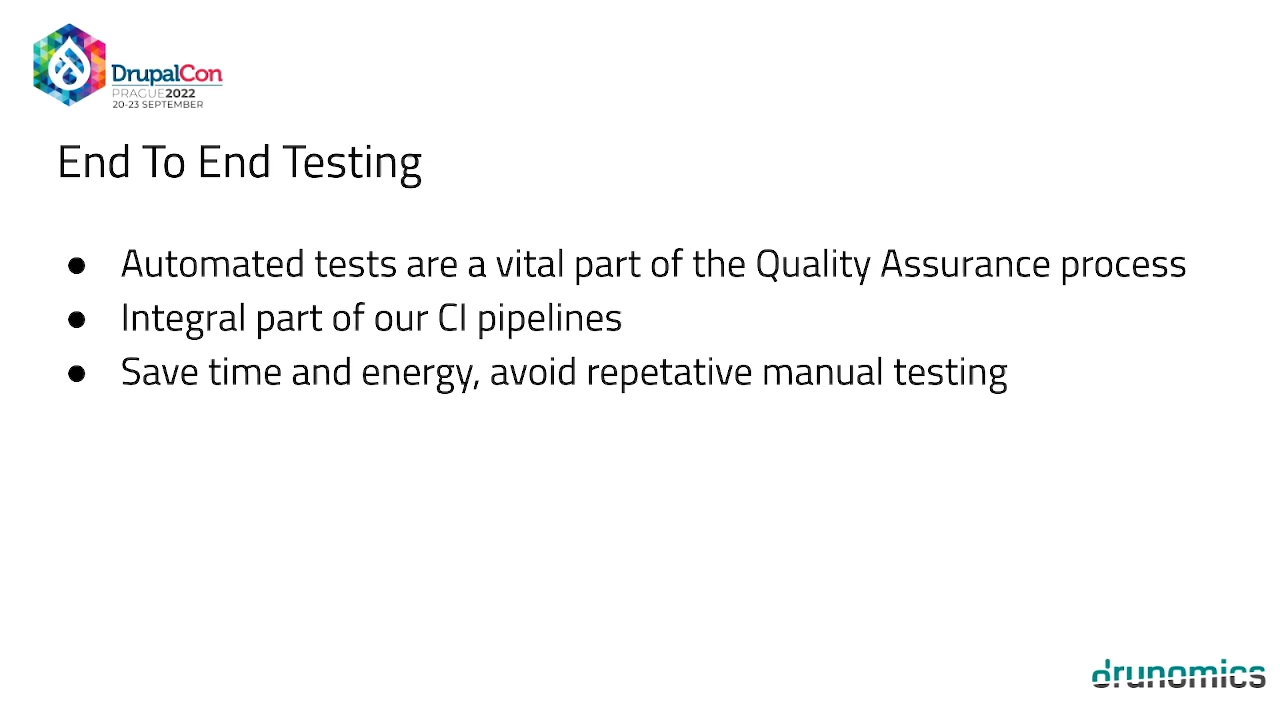 DrupalCon
PRAGUE2022
20-23 SEPTEMBER
End To End Testing
● Automated tests are a vital part of the Quality Assurance process
● Integral part of our CI pipelines
● Save time and energy, avoid repetative manual testing
drunomics